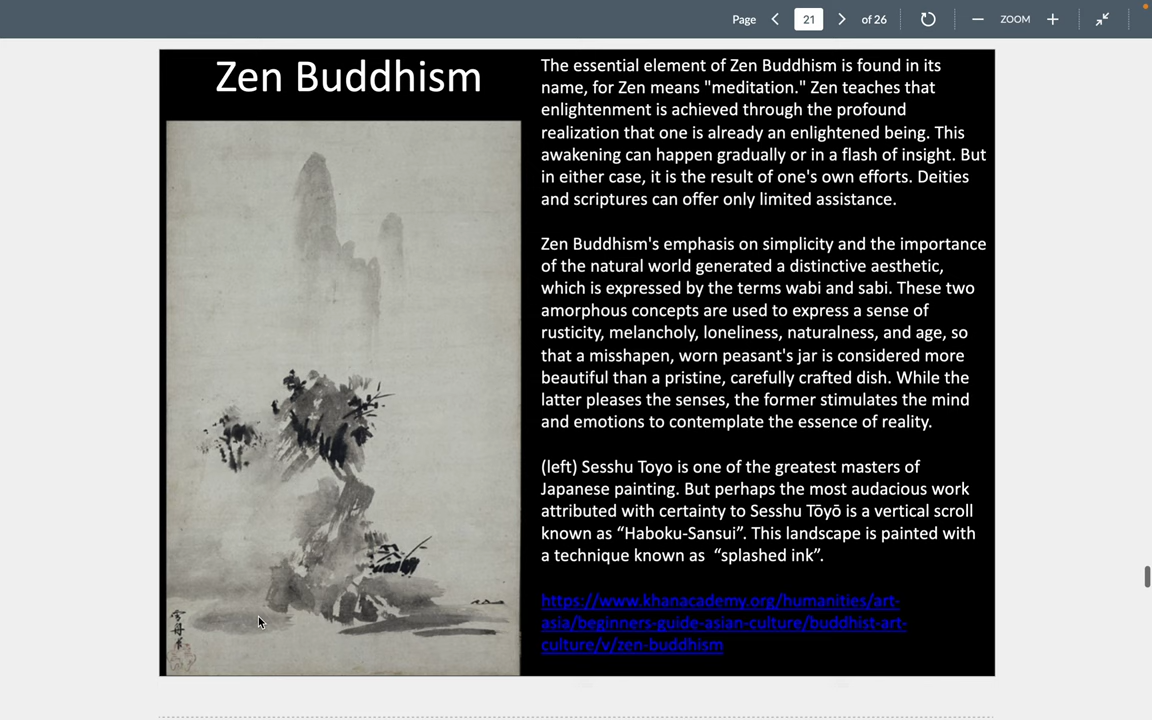 Page
21
of 26
ZOOM
Zen Buddhism
The essential element of Zen Buddhism is found in its
name, for Zen means "meditation." Zen teaches that
enlightenment is achieved through the profound
realization that one is already an enlightened being. This
awakening can happen gradually or in a flash of insight. But
in either case, it is the result of one's own efforts. Deities
and scriptures can offer only limited assistance.
Zen Buddhism's emphasis on simplicity and the importance
of the natural world generated a distinctive aesthetic,
which is expressed by the terms wabi and sabi. These two
amorphous concepts are used to express a sense of
rusticity, melancholy, loneliness, naturalness, and age, so
that a misshapen, worn peasant's jar is considered more
beautiful than a pristine, carefully crafted dish. While the
latter pleases the senses, the former stimulates the mind
and emotions to contemplate the essence of reality.
(left) Sesshu Toyo is one of the greatest masters of
Japanese painting. But perhaps the most audacious work
attributed with certainty to Sesshu Tōyō is a vertical scroll
known as “Haboku-Sansui”. This landscape is painted with
a technique known as  “splashed ink”.
https://www.khanacademy.org/humanities/art-
asia/beginners-guide-asian-culture/buddhist-art-
culture/v/zen-buddhism